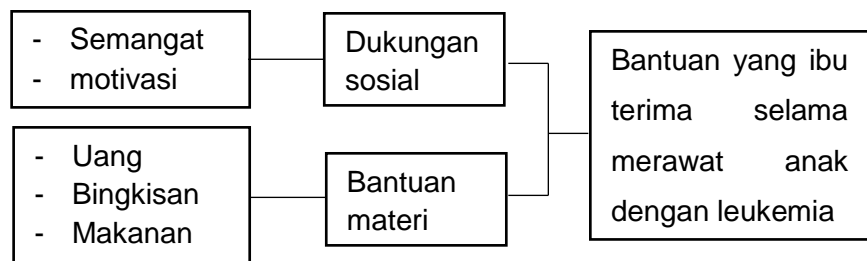 - Semangat
- motivasi
Dukungan
sosial
- Uang
- Bingkisan
- Makanan
Bantuan
materi
Bantuan yang ibu
terima selama
merawat anak
dengan leukemia